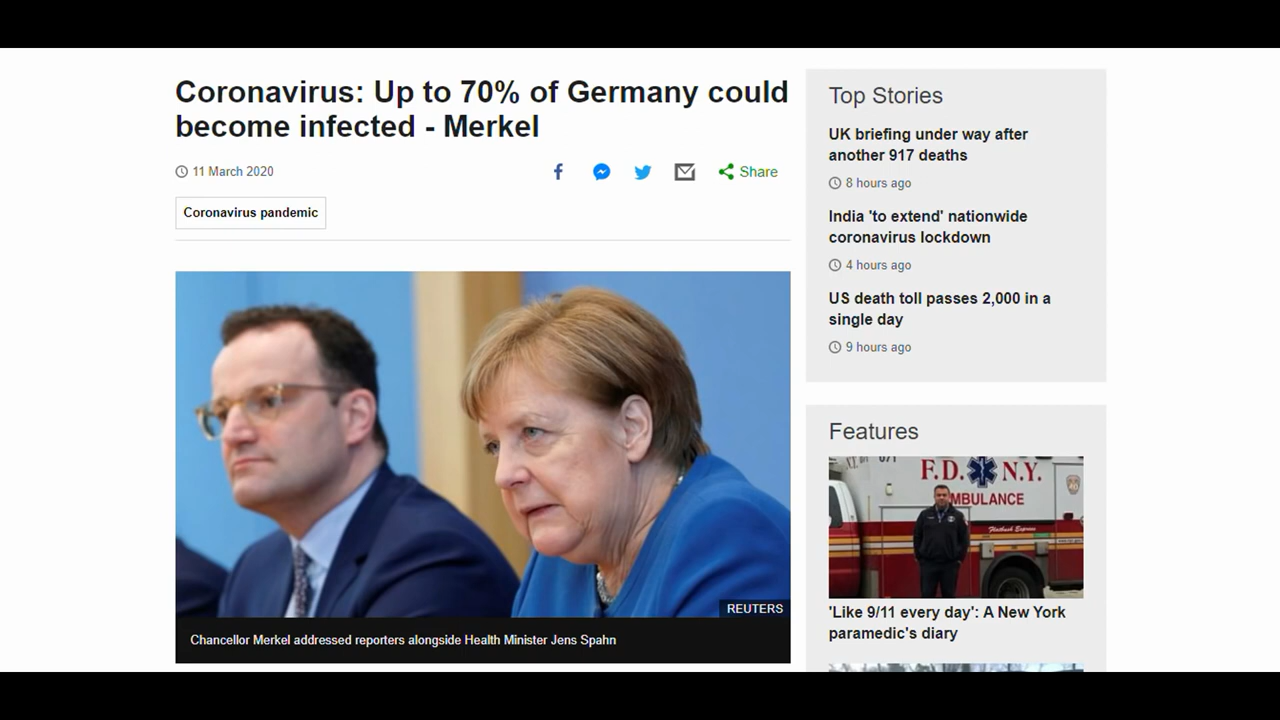 Coronavirus: Up to 70% of Germany could
become infected - Merkel
11 March 2020
Share
Coronavirus pandemic
REUTERS
Chancellor Merkel addressed reporters alongside Health Minister Jens Spahn
Top Stories
UK briefing under way after
another 917 deaths
8 hours ago
India 'to extend' nationwide
coronavirus lockdown
4 hours ago
US death toll passes 2,000 in a
single day
9 hours ago
Features
F.D. N.Y.
MBULANCE
'Like 9/11 every day': A New York
paramedic's diary